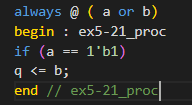 always @ ( a or b)
begin : ex5-21_proc
if (a == 1'b1)
q <= b;
end // ex5-21_proc